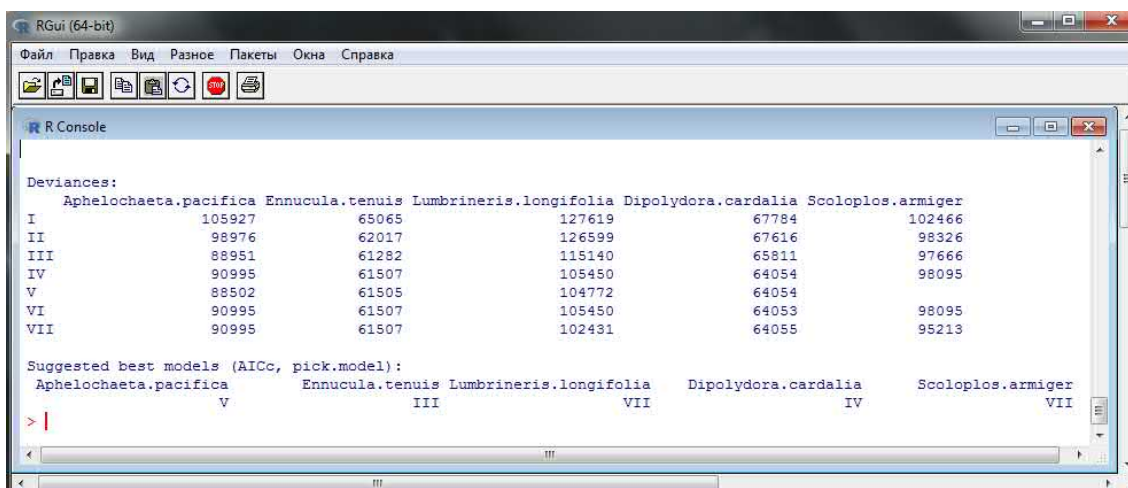 RGui (64-bit)
Файл Правка Вид Разное Пакеты Окна Справка
STOP
R Console
Deviances:
Aphelochaeta.pacifica Ennucula.tenuis Lumbrineris.longifolia Dipolydora.cardalia Scoloplos.armiger
I 105927 65065 127619 67784 102466
II 98976 62017 126599 67616 98326
III 88951 61282 115140 65811 97666
IV 90995 61507 105450 64054 98095
V 88502 61505 104772 64054
VI 90995 61507 105450 64053 98095
VII 90995 61507 102431 64055 95213
Suggested best models (AICc, pick.model):
Aphelochaeta.pacifica Ennucula.tenuis Lumbrineris.longifolia Dipolydora.cardalia Scoloplos.armiger
V III VII IV VII
>